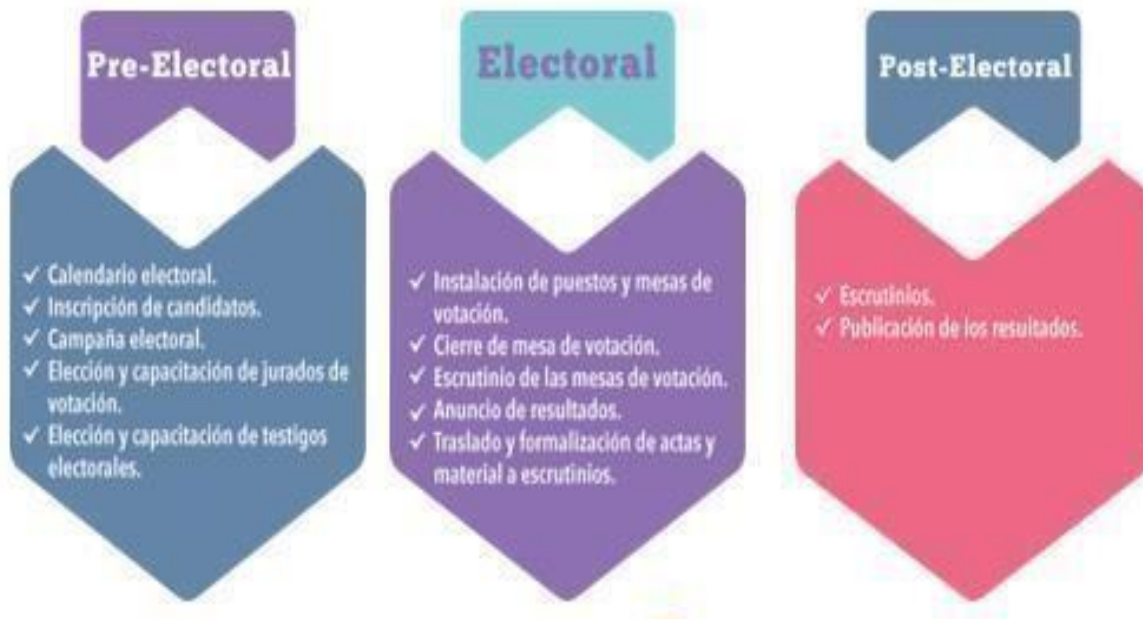 Pre-Electoral
✓ Calendario electoral.
✓ Inscripción de candidatos.
✓ Campaña electoral.
✓ Elección y capacitación de jurados de
votación.
✓ Elección y capacitación de testigos
electorales.
Electoral
✓ Instalación de puestos y mesas de
votación.
✓ Cierre de mesa de votación.
✓ Escrutinio de las mesas de votación.
✓ Anuncio de resultados.
✓ Traslado y formalización de actas y
material a escrutinios.
Post-Electoral
✓ Escrutinios.
✓ Publicación de los resultados.